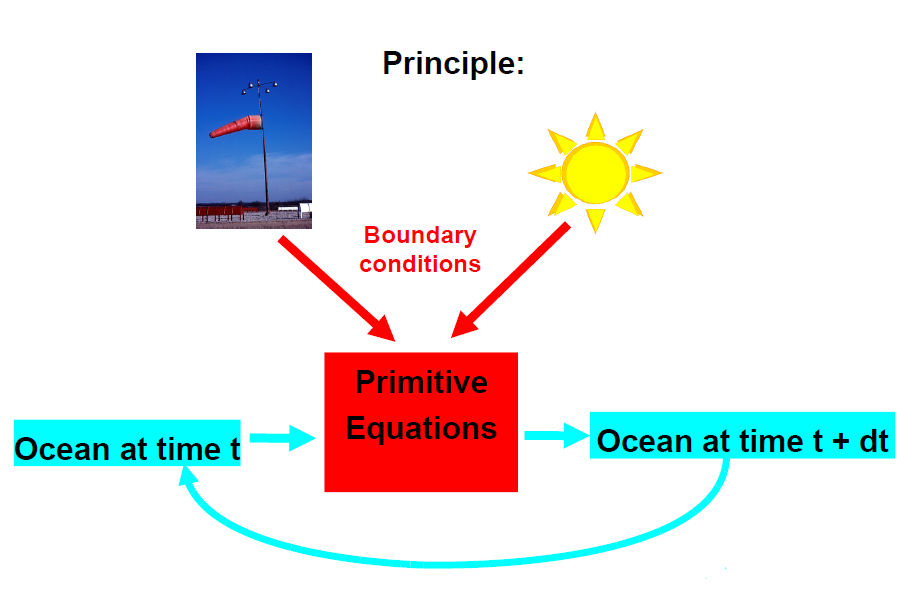 Principle:
Boundary
conditions
Primitive
Equations
Ocean at time t
Ocean at time t + dt